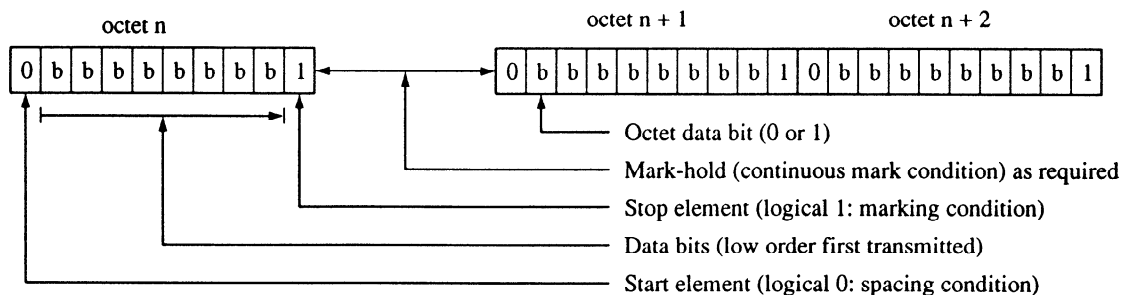 octet n octet n + 1 octet n + 2
0 b b b b b b b b 1 0 b b b b b b b b 1 0 b b b b b b b b 1
Octet data bit (0 or 1)
Mark-hold (continuous mark condition) as required
Stop element (logical 1: marking condition)
Data bits (low order first transmitted)
Start element (logical 0: spacing condition)